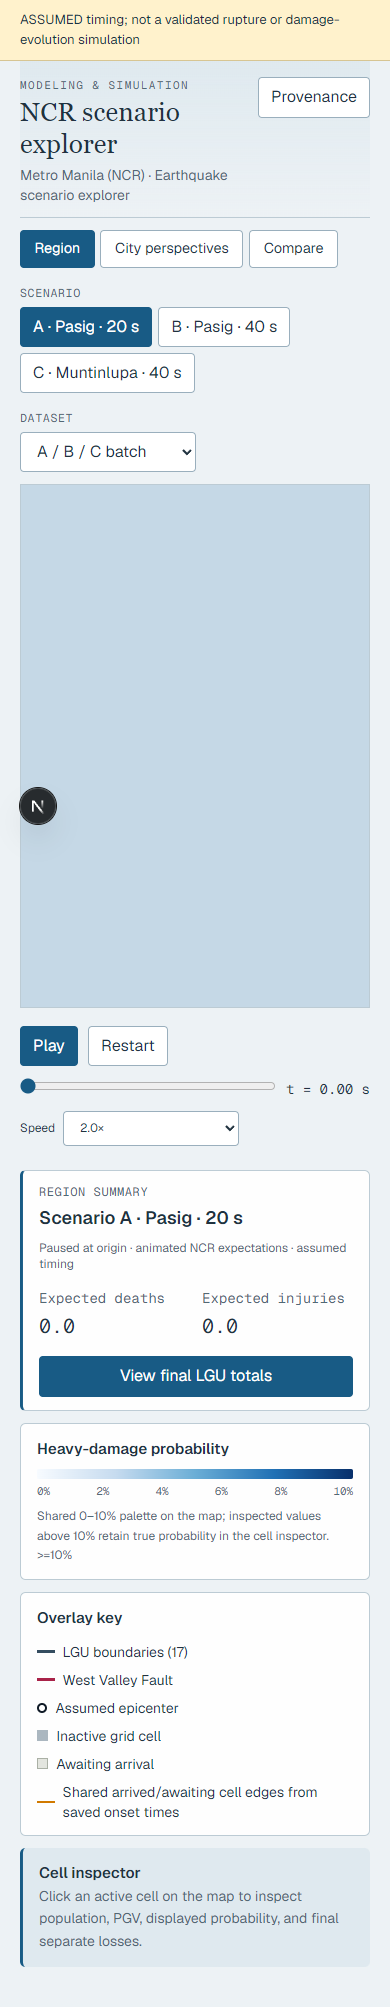 ASSUMED timing; not a validated rupture or damage-
evolution simulation
MODELING & SIMULATION
NCR scenario
explorer
Provenance
Metro Manila (NCR) · Earthquake
scenario explorer
Region
City perspectives
Compare
SCENARIO
A · Pasig · 20 s
B · Pasig · 40 s
C · Muntinlupa · 40 s
DATASET
A / B / C batch
N
Play
Restart
t = 0.00 s
Speed
2.0×
REGION SUMMARY
Scenario A · Pasig · 20 s
Paused at origin · animated NCR expectations · assumed
timing
Expected deaths
Expected injuries
0.0
0.0
View final LGU totals
Heavy-damage probability
0%
2%
4%
6%
8%
10%
Shared 0–10% palette on the map; inspected values
above 10% retain true probability in the cell inspector.
>=10%
Overlay key
LGU boundaries (17)
West Valley Fault
Assumed epicenter
Inactive grid cell
Awaiting arrival
Shared arrived/awaiting cell edges from
saved onset times
Cell inspector
Click an active cell on the map to inspect
population, PGV, displayed probability, and final
separate losses.